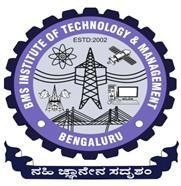 BMS INSTITUTE OF TECHNOLOGY & MANAGEMENT
ESTD:2002
BENGALURU
ನಹಿ ಜ್ಞಾನೇನ ಸದೃಶಂ